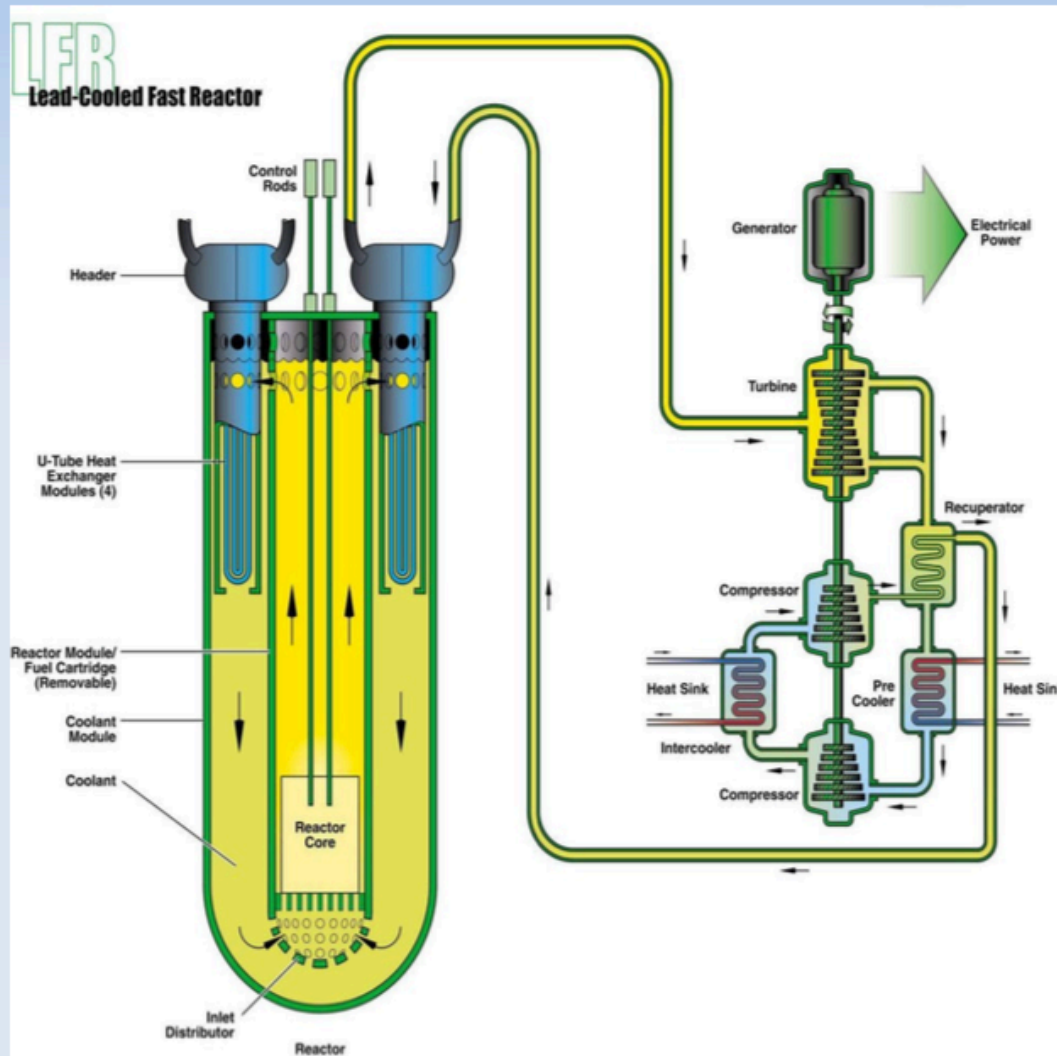 LFR
Lead-Cooled Fast Reactor
Control
Rods
Header
Generator
Electrical
Power
Turbine
U-Tube Heat
Exchanger
Modules (4)
Recuperator
Compressor
Reactor Module/
Fuel Cartridge
(Removable)
Heat Sink
Pre
Cooler
Heat Sin
Coolant
Module
Intercooler
Coolant
Compressor
Reactor
Core
Inlet
Distributor
Reactor